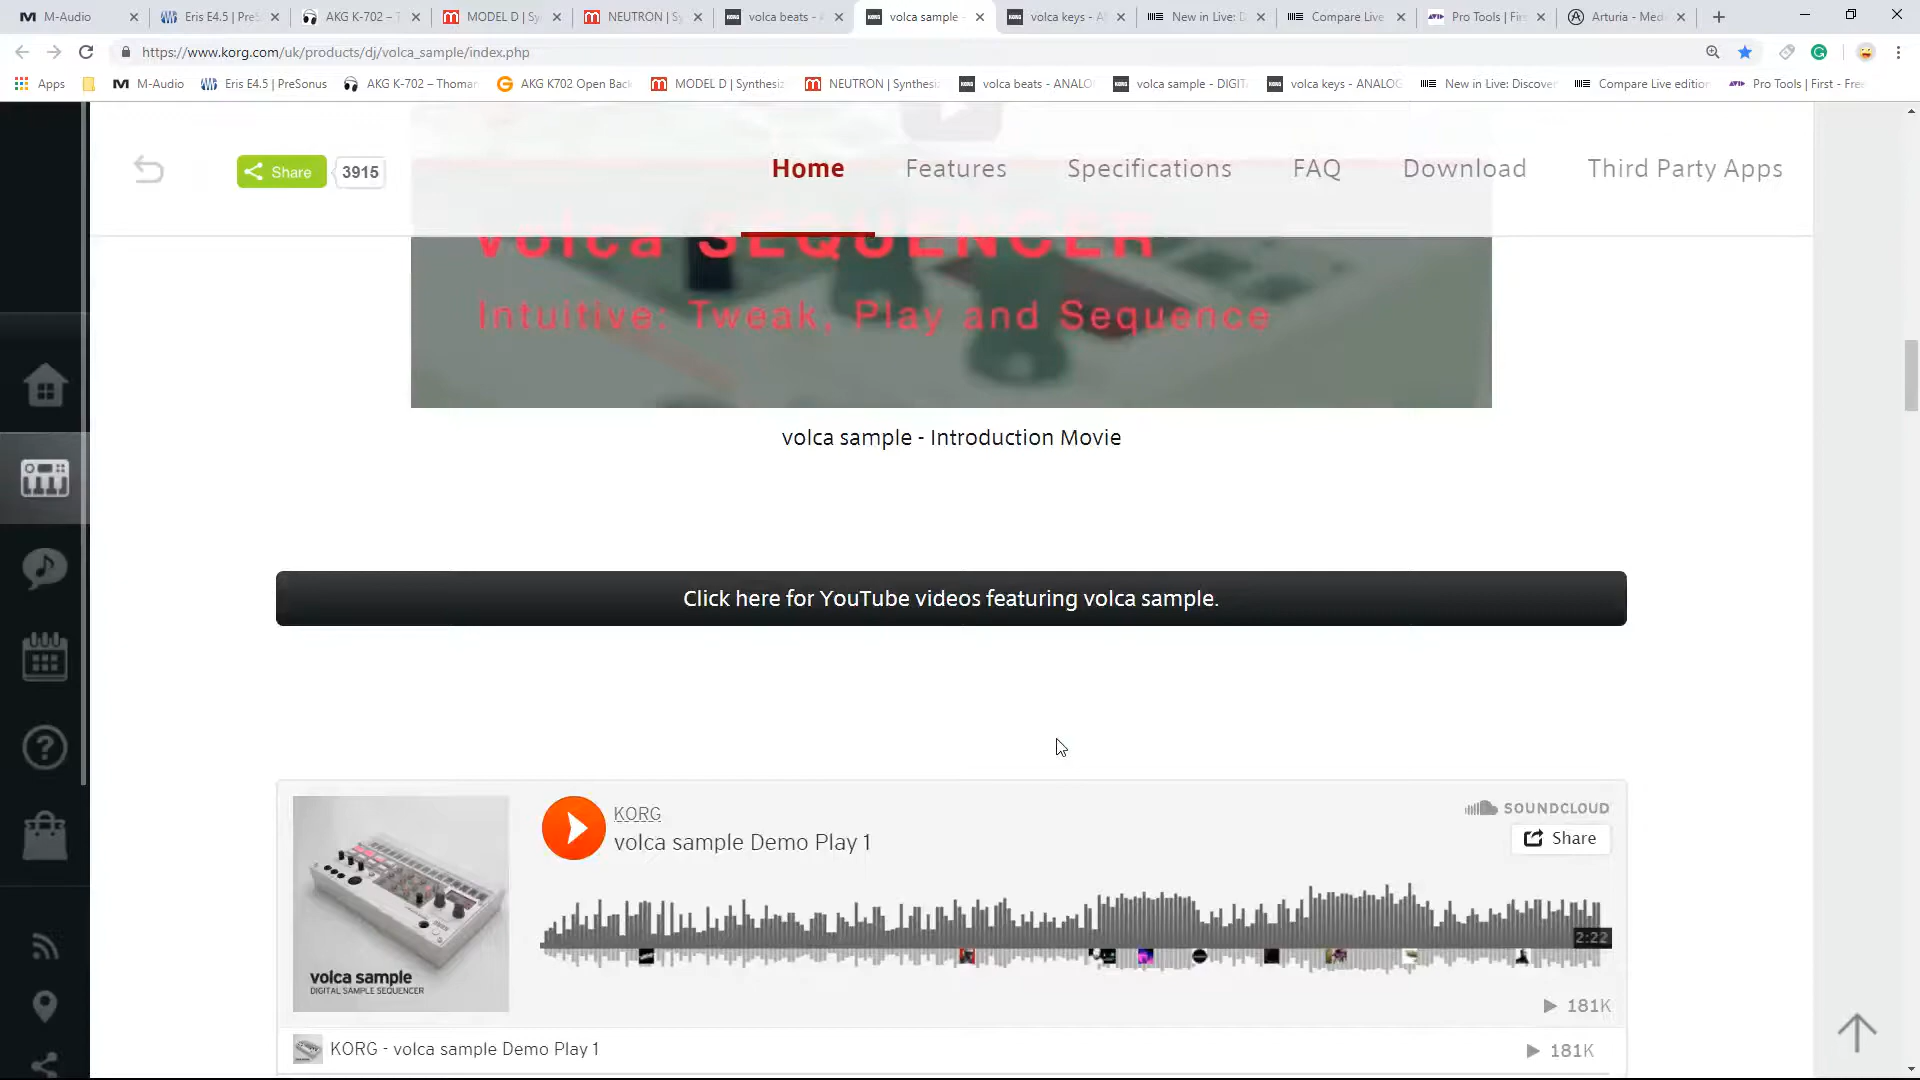 M-Audio
Eris E4.5 | PreS
AKG K-702 – T
MODEL D | Sy
NEUTRON | Sy
volca beats - A
volca sample -
volca keys - A
New in Live: D
Compare Live
Pro Tools | Firs
Arturia - Med
https://www.korg.com/uk/products/dj/volca_sample/index.php
Apps
M-Audio
Eris E4.5 | PreSonus
AKG K-702 – Thoman
AKG K702 Open Back
MODEL D | Synthesiz
NEUTRON | Synthesiz
volca beats - ANALO
volca sample - DIGIT
volca keys - ANALOG
New in Live: Discover
Compare Live edition
Pro Tools | First - Free
Share
3915
Home
Features
Specifications
FAQ
Download
Third Party Apps
volca SEQUENCER
Intuitive: Tweak, Play and Sequence
volca sample - Introduction Movie
Click here for YouTube videos featuring volca sample.
KORG
volca sample Demo Play 1
SOUNDCLOUD
Share
2:22
volca sample
DIGITAL SAMPLE SEQUENCER
181K
KORG - volca sample Demo Play 1
181K